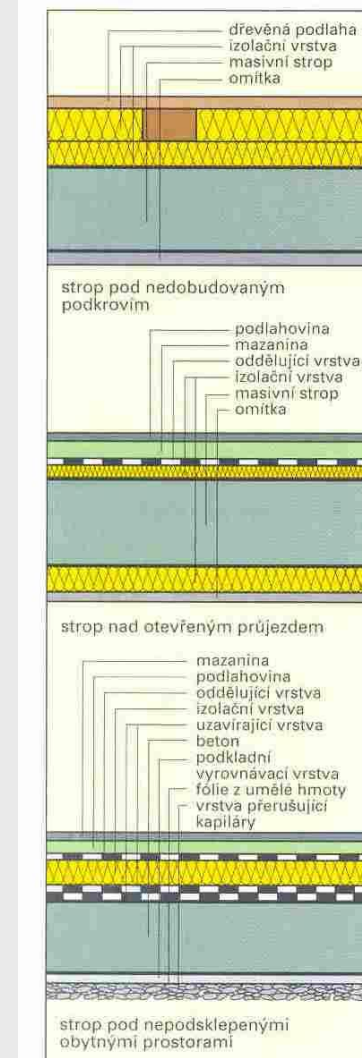 dřevěná podlaha
izolační vrstva
masivní strop
omítka
strop pod nedobudovaným
podkrovím
podlahovina
mazanina
oddělující vrstva
izolační vrstva
masivní strop
omítka
strop nad otevřeným průjezdem
mazanina
podlahovina
oddělující vrstva
izolační vrstva
uzavírající vrstva
beton
podkladní
vyrovnávací vrstva
fólie z umělé hmoty
vrstva přerušující
kapiláry
strop pod nepodsklepenými
obytnými prostorami